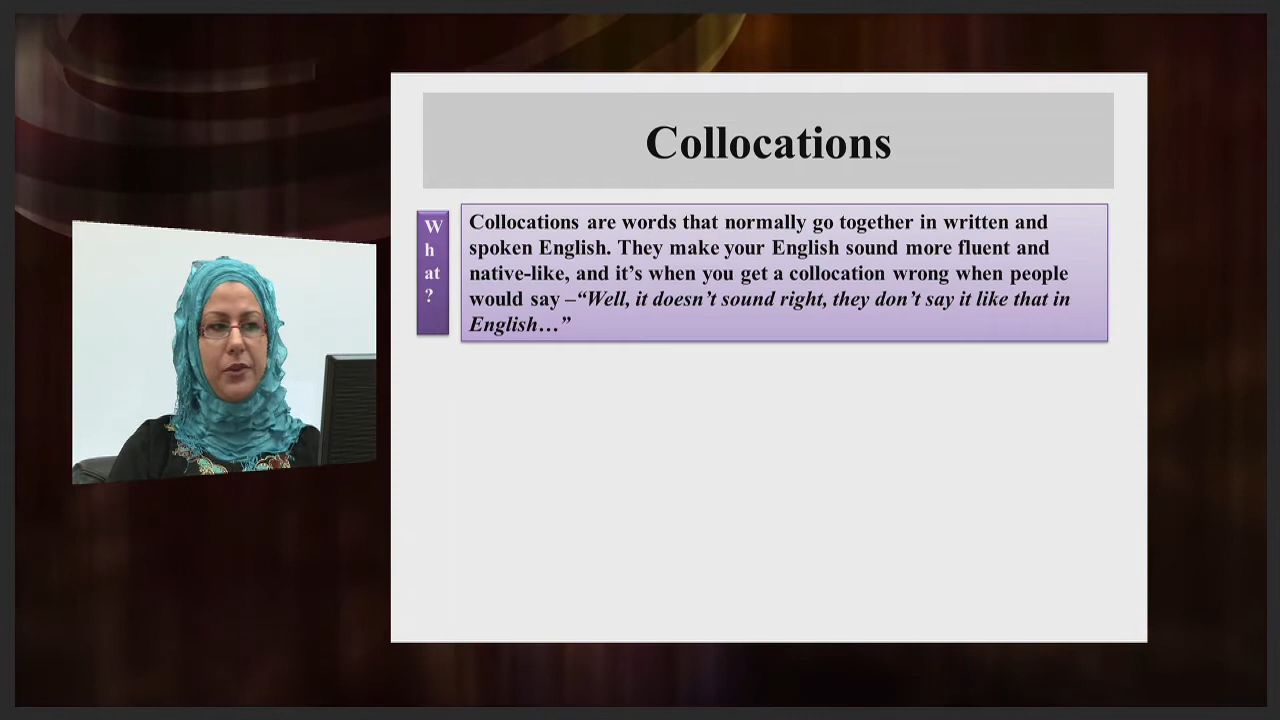 Collocations
W
h
at
?
Collocations are words that normally go together in written and
spoken English. They make your English sound more fluent and
native-like, and it’s when you get a collocation wrong when people
would say –“Well, it doesn’t sound right, they don’t say it like that in
English…”